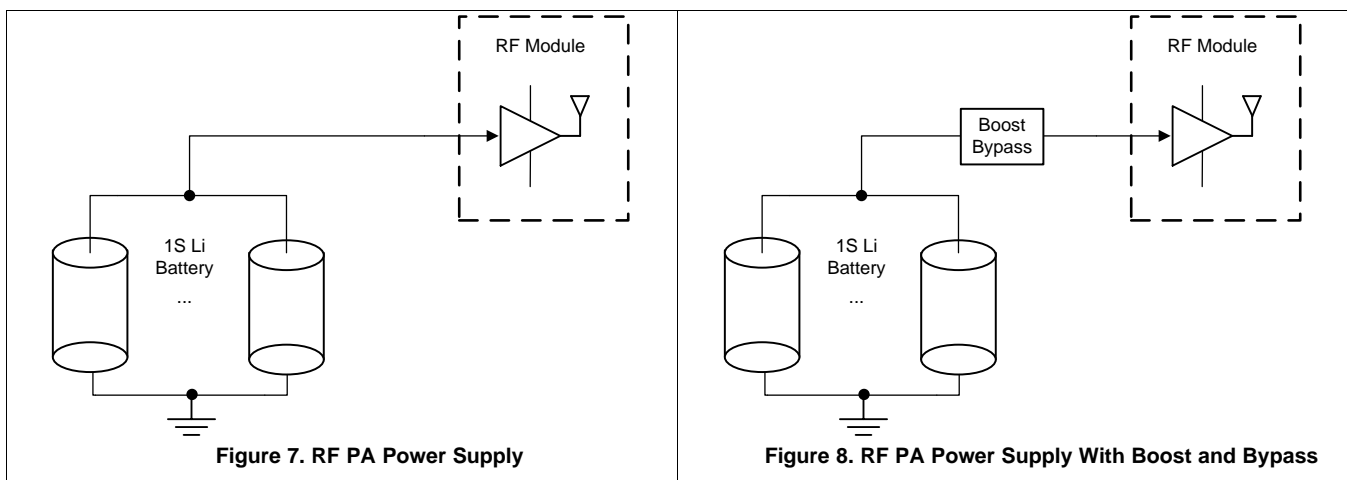 RF Module
1S Li
Battery
...
Figure 7. RF PA Power Supply
RF Module
Boost
Bypass
1S Li
Battery
...
Figure 8. RF PA Power Supply With Boost and Bypass